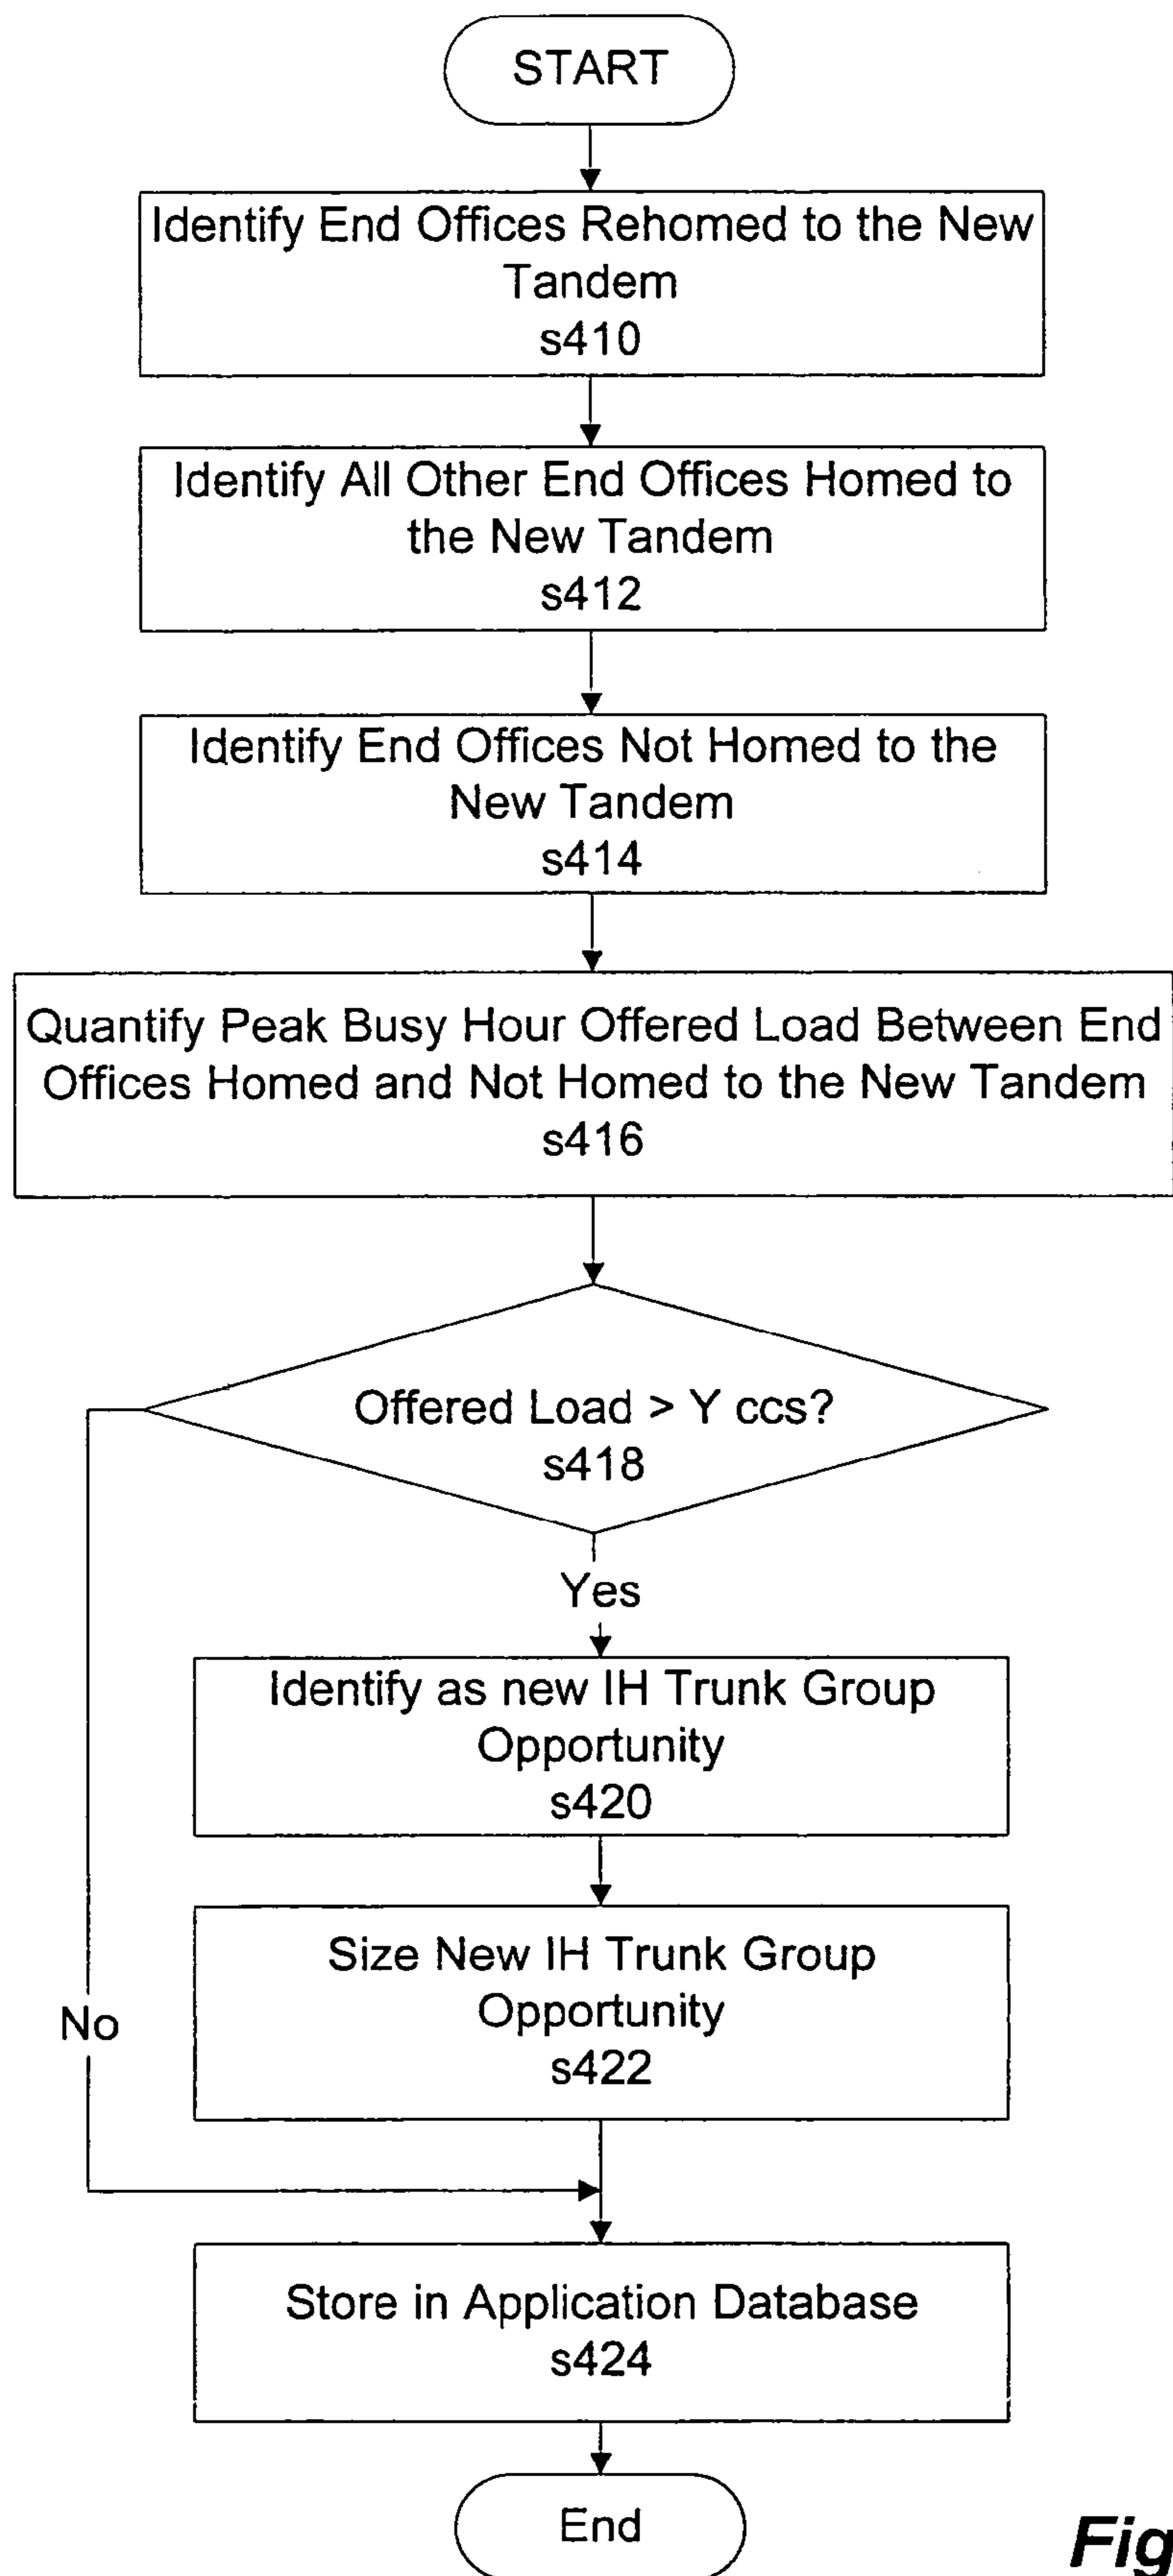 START
Identify End Offices Rehomed to the New
Tandem
s410
Identify All Other End Offices Homed to
the New Tandem
s412
Identify End Offices Not Homed to the
New Tandem
s414
Quantify Peak Busy Hour Offered Load Between End
Offices Homed and Not Homed to the New Tandem
s416
Offered Load > Y ccs?
s418
Yes
Identify as new IH Trunk Group
Opportunity
s420
Size New IH Trunk Group
Opportunity
s422
No
Store in Application Database
s424
End
Fig